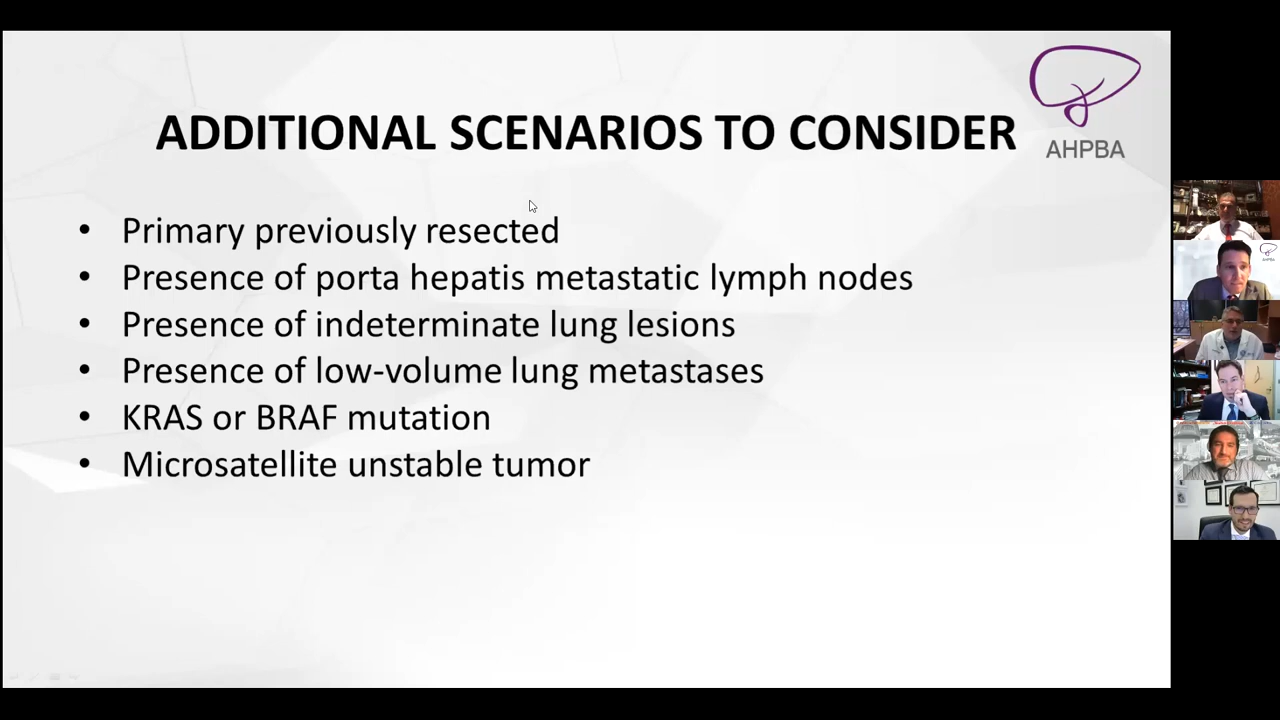 ADDITIONAL SCENARIOS TO CONSIDER
AHPBA
• Primary previously resected
• Presence of porta hepatis metastatic lymph nodes
• Presence of indeterminate lung lesions
• Presence of low-volume lung metastases
• KRAS or BRAF mutation
• Microsatellite unstable tumor
AHPBA